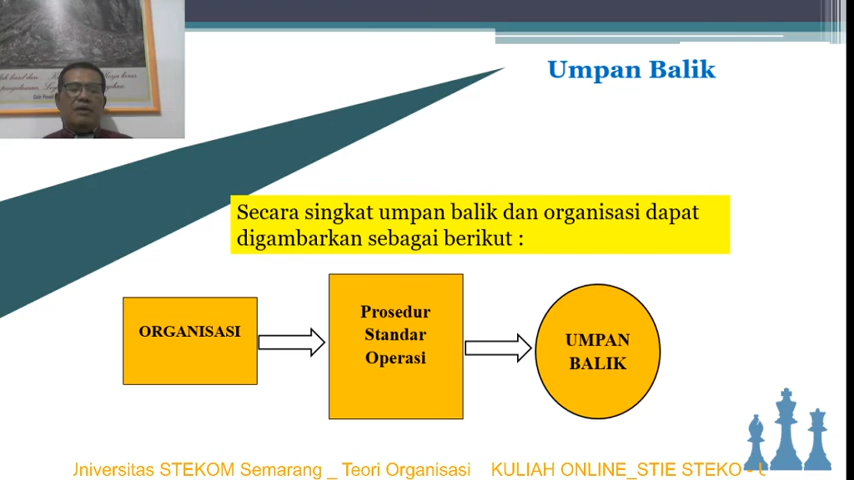 Umpan Balik
Secara singkat umpan balik dan organisasi dapat
digambarkan sebagai berikut :
ORGANISASI
Prosedur
Standar
Operasi
UMPAN
BALIK
Universitas STEKOM Semarang _ Teori Organisasi KULIAH ONLINE_STIE STEKO